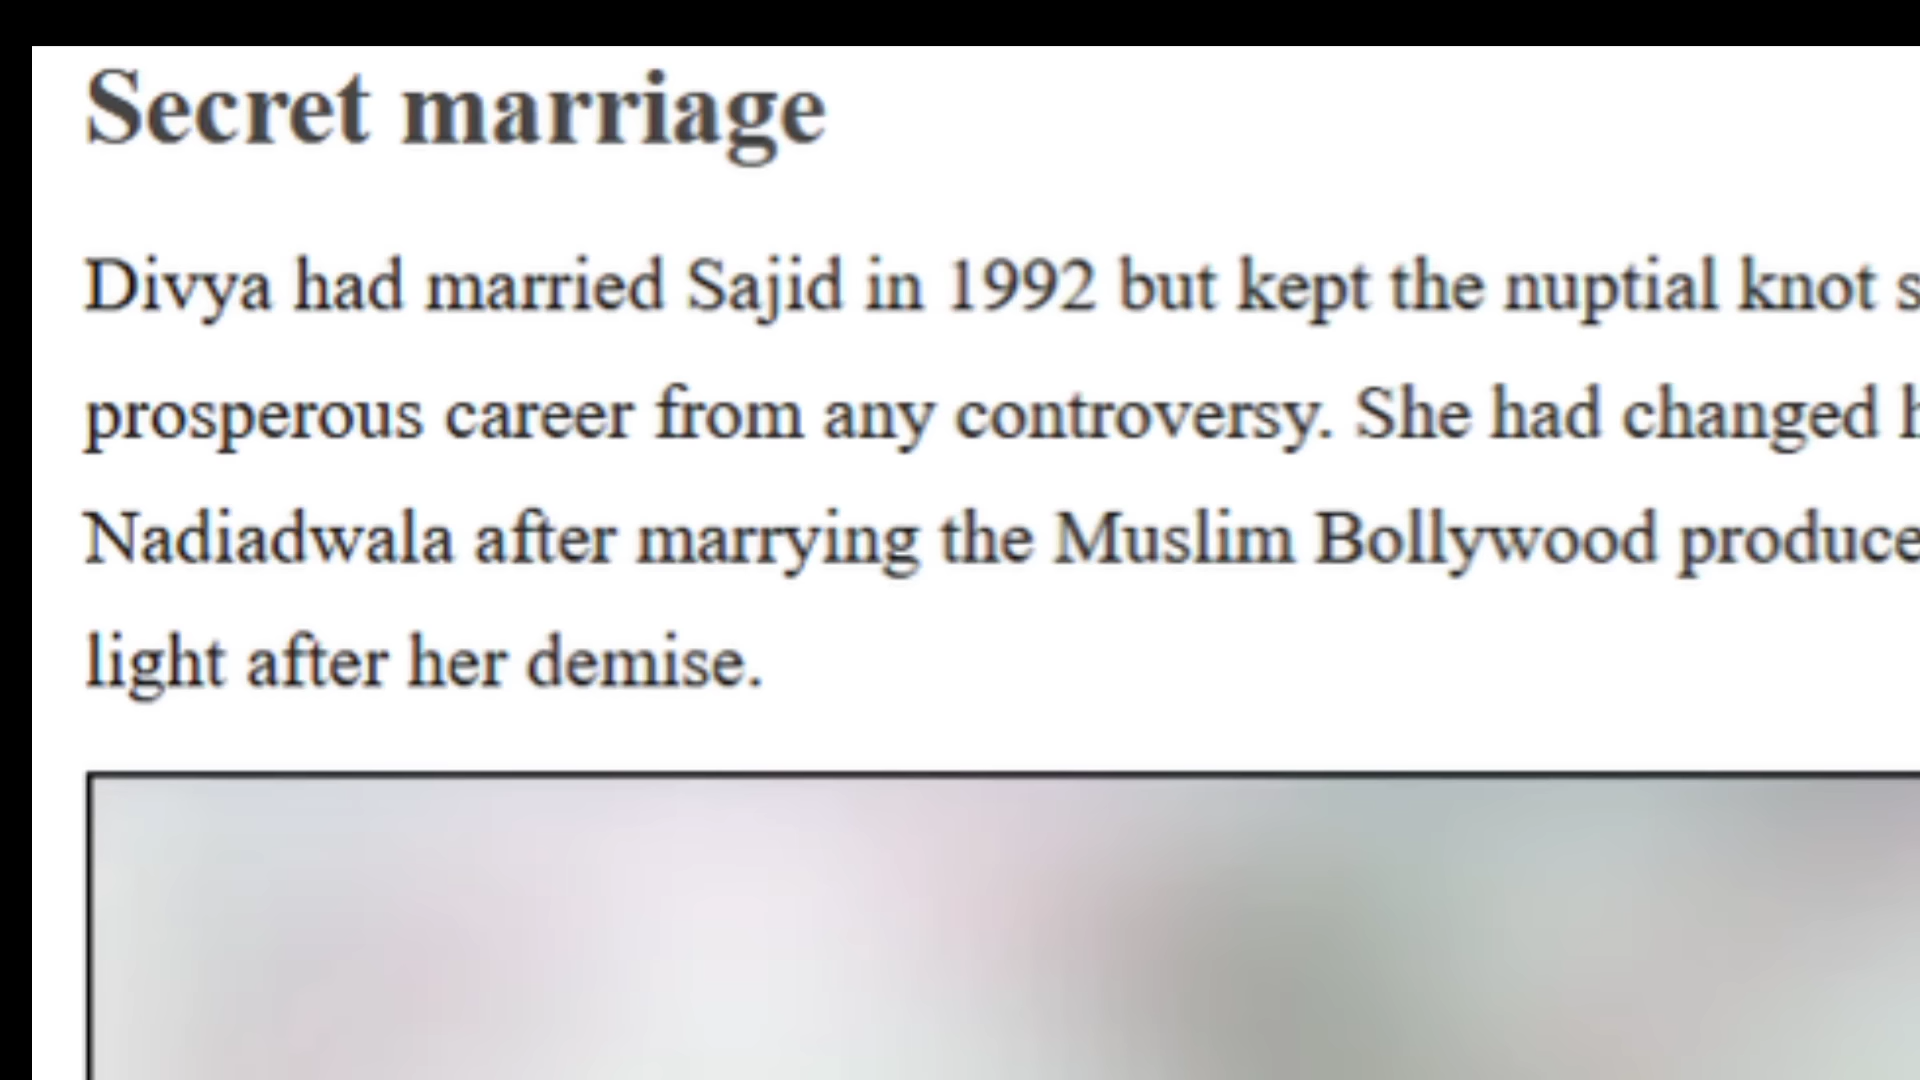 Secret marriage
Divya had married Sajid in 1992 but kept the nuptial knot
prosperous career from any controversy. She had changed
Nadiadwala after marrying the Muslim Bollywood
light after her demise.